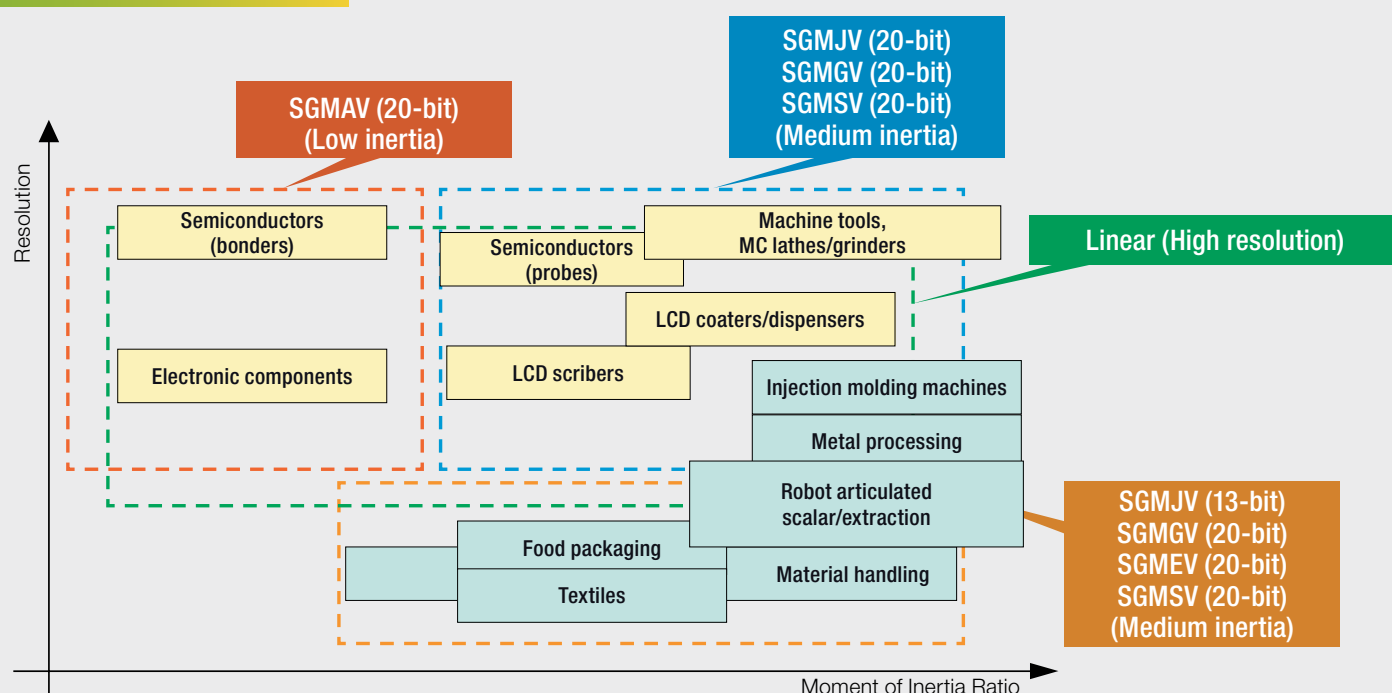 SGMJV (20-bit)
SGMGV (20-bit)
SGMSV (20-bit)
(Medium inertia)
SGMAV (20-bit)
(Low inertia)
Resolution
Semiconductors
(bonders)
Semiconductors
(probes)
Machine tools,
MC lathes/grinders
Linear (High resolution)
LCD coaters/dispensers
Electronic components
LCD scribers
Injection molding machines
Metal processing
Robot articulated
scalar/extraction
SGMJV (13-bit)
SGMGV (20-bit)
SGMEV (20-bit)
SGMSV (20-bit)
(Medium inertia)
Food packaging
Textiles
Material handling
Moment of Inertia Ratio